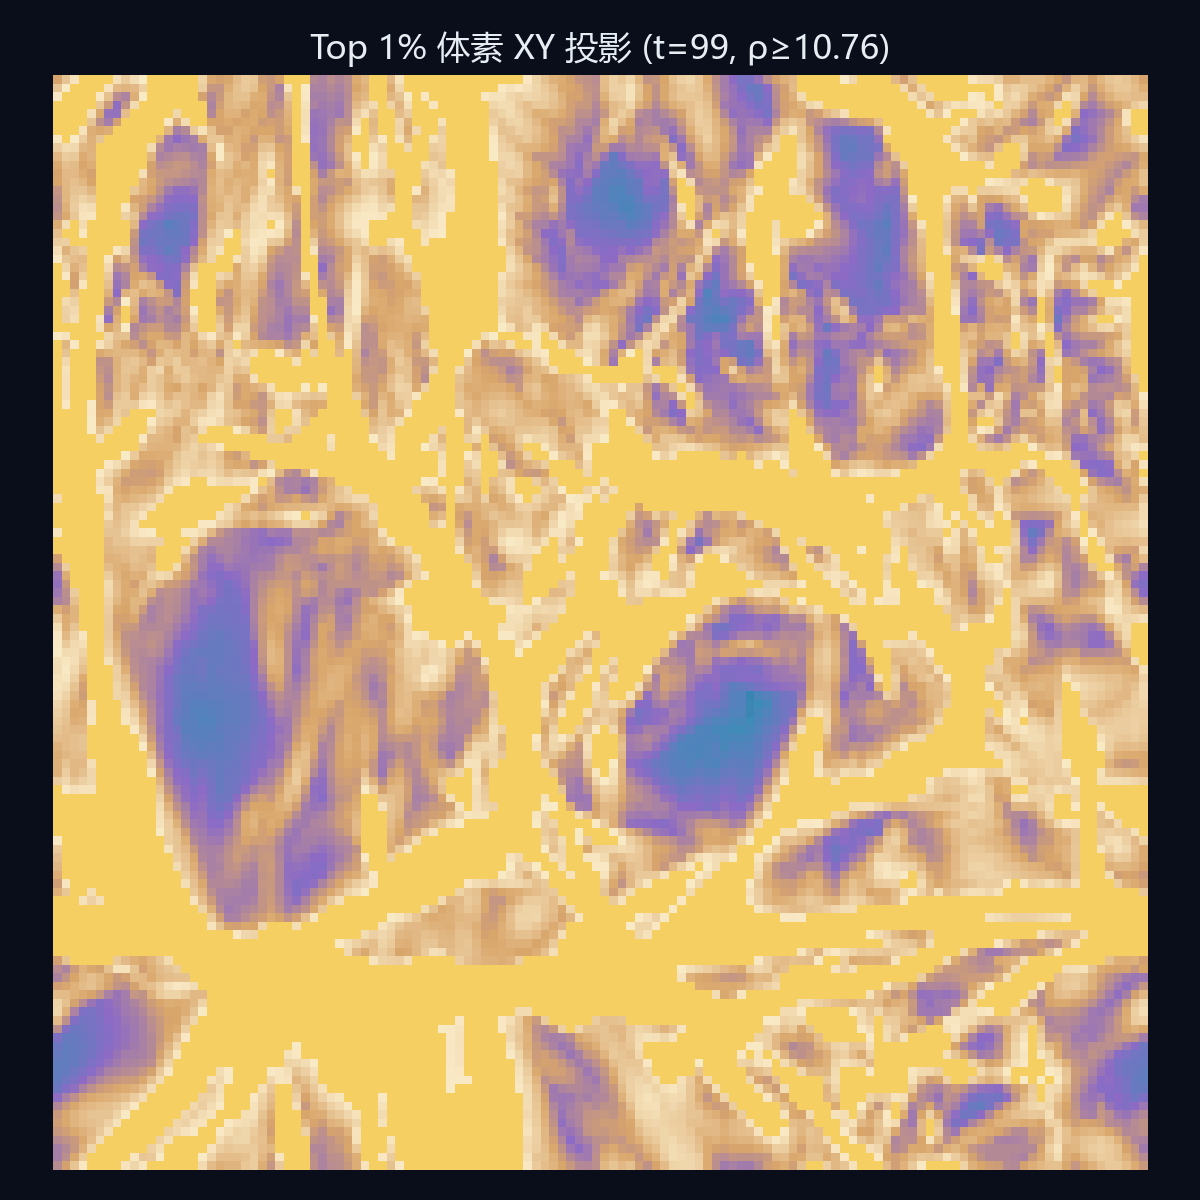 Top 1% 体素 XY 投影 (t=99, ρ≥10.76)